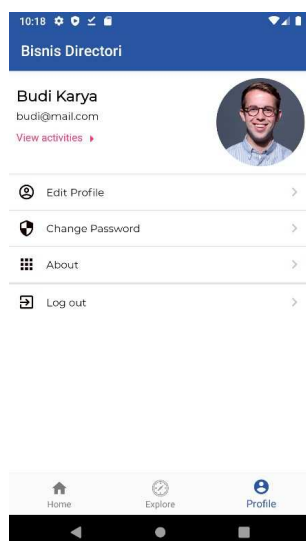 10:18
Bisnis Directori
Budi Karya
budi@mail.com
View activities
Edit Profile
Change Password
About
Log out
Home Explore Profile